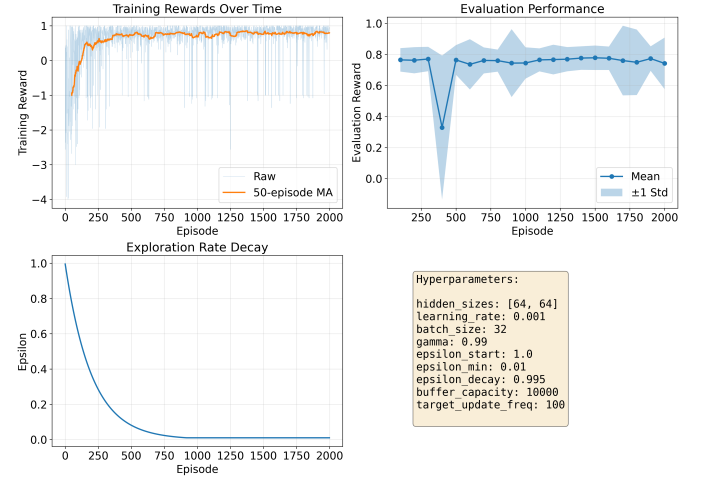 Training Rewards Over Time
1
0
−1
−2
−3
−4
Training Reward
0 250 500 750 1000 1250 1500 1750 2000
Episode
Raw
50-episode MA
Evaluation Performance
1.0
0.8
0.6
0.4
0.2
0.0
Evaluation Reward
250 500 750 1000 1250 1500 1750 2000
Episode
Mean
±1 Std
Exploration Rate Decay
1.0
0.8
0.6
0.4
0.2
0.0
Epsilon
0 250 500 750 1000 1250 1500 1750 2000
Episode
Hyperparameters:
hidden_sizes: [64, 64]
learning_rate: 0.001
batch_size: 32
gamma: 0.99
epsilon_start: 1.0
epsilon_min: 0.01
epsilon_decay: 0.995
buffer_capacity: 10000
target_update_freq: 100